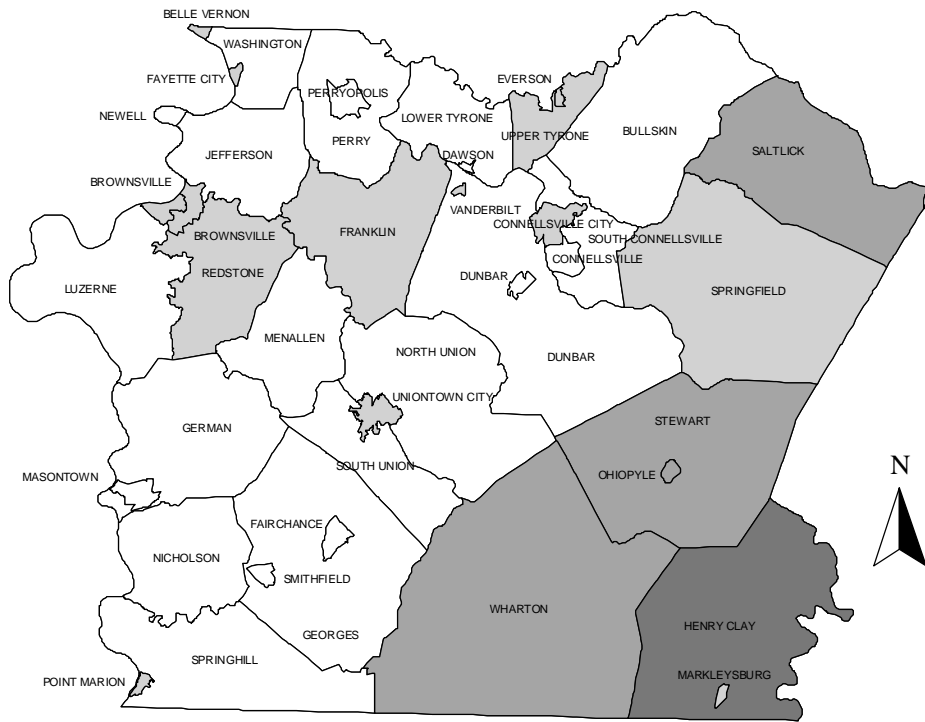 BELLE VERNON
WASHINGTON
FAYETTE CITY
EVERSON
PERRYOPOLIS
NEWELL
LOWER TYRONE
UPPER TYRONE
BULLSKIN
JEFFERSON
PERRY
SALTLICK
DAWSON
BROWNSVILLE
VANDERBILT
CONNELLSVILLE CITY
BROWNSVILLE
FRANKLIN
SOUTH CONNELLSVILLE
CONNELLSVILLE
REDSTONE
DUNBAR
LUZERNE
SPRINGFIELD
MENALLEN
NORTH UNION
DUNBAR
UNIONTOWN CITY
STEWART
GERMAN
SOUTH UNION
MASONTOWN
OHIOPYLE
N
FAIRCHANCE
NICHOLSON
SMITHFIELD
WHARTON
HENRY CLAY
GEORGES
SPRINGHILL
MARKLEYSBURG
POINT MARION